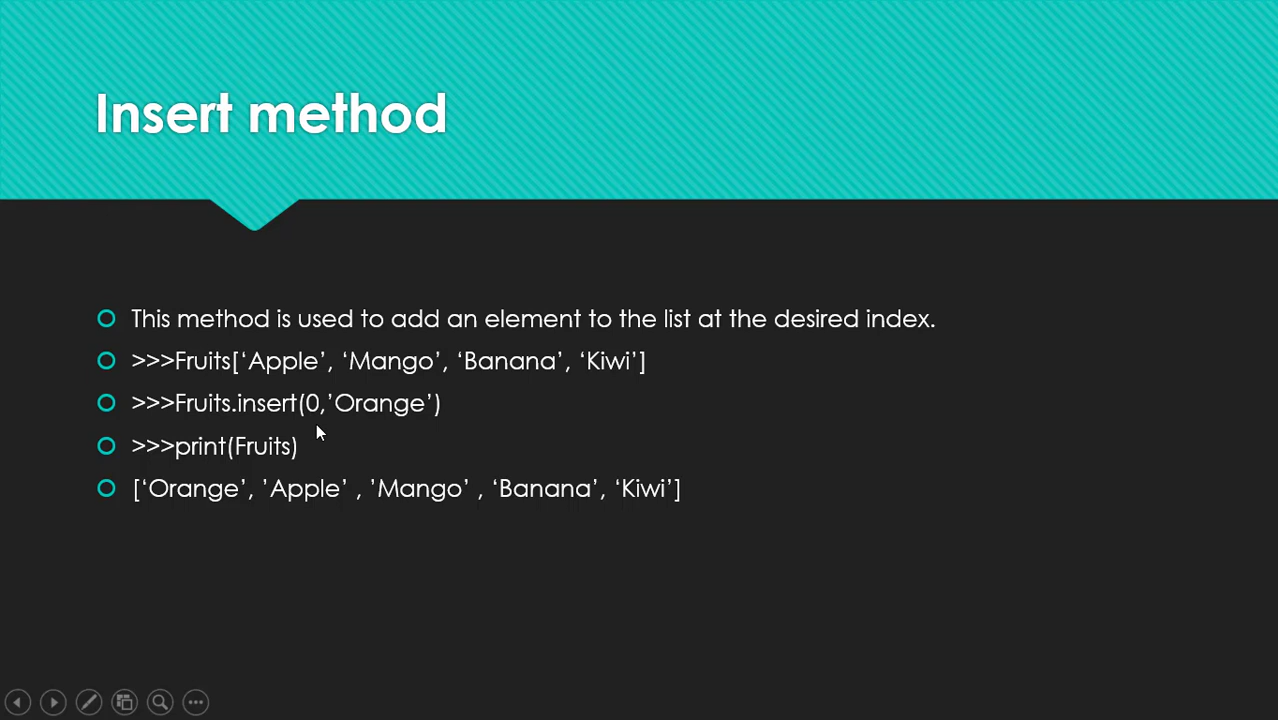 Insert method
This method is used to add an element to the list at the desired index.
>>>Fruits[‘Apple’, ‘Mango’, ‘Banana’, ‘Kiwi’]
>>>Fruits.insert(0,’Orange’)
>>>print(Fruits)
[‘Orange’, ’Apple’ , ’Mango’ , ‘Banana’, ‘Kiwi’]